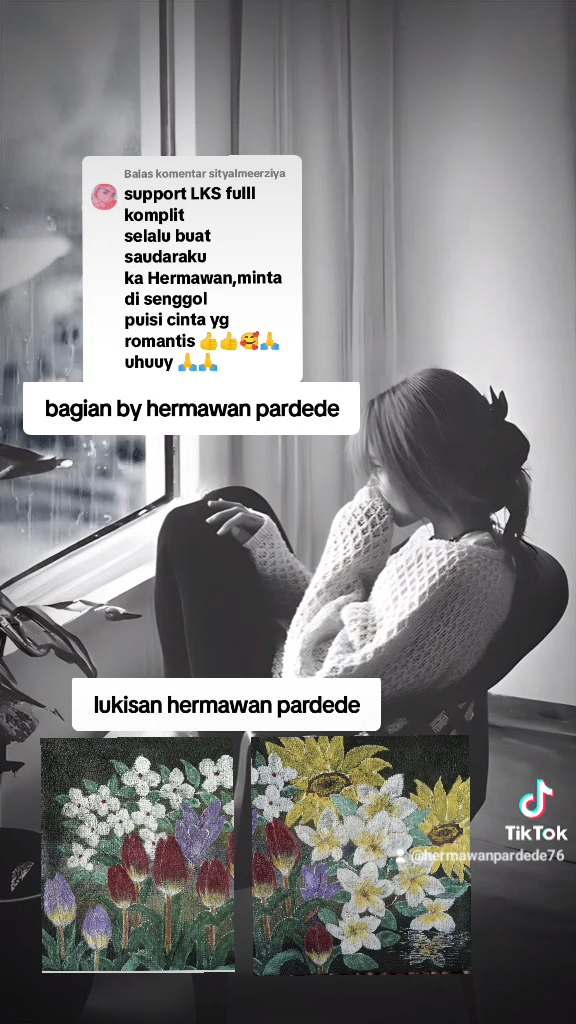 Balas komentar sityalmeerziya
support LKS fulll
komplit
selalu buat
saudaraku
ka Hermawan,minta
di senggol
puisi cinta yg
romantis 👍👍🥰🙏
uhuuy 🙏🙏
bagian by hermawan pardede
lukisan hermawan pardede
TikTok
@hermawanpardede76